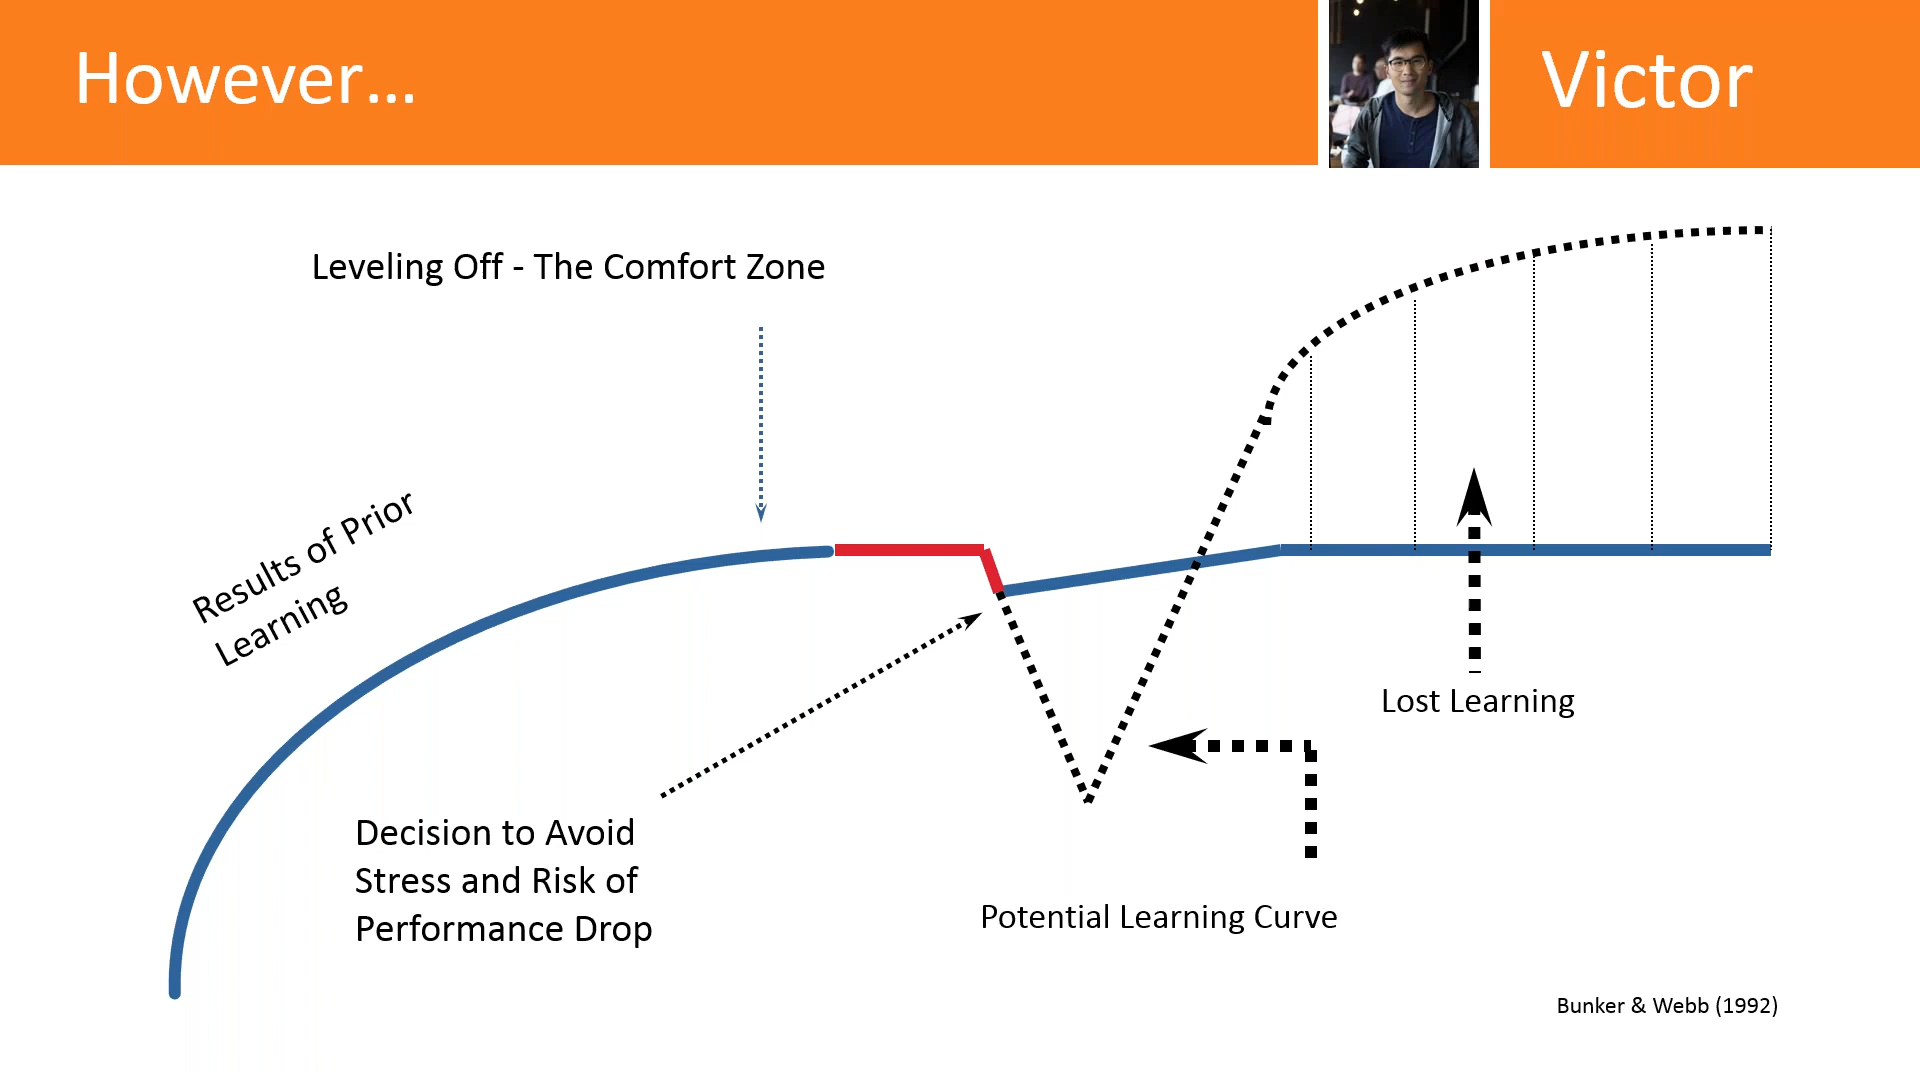 However...
Victor
Leveling Off - The Comfort Zone
Results of Prior
Learning
Decision to Avoid
Stress and Risk of
Performance Drop
Lost Learning
Potential Learning Curve
Bunker & Webb (1992)